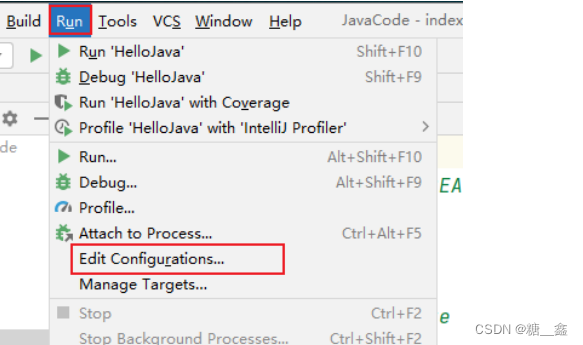 Build Run Tools VCS Window Help JavaCode - index
Run 'HelloJava' Shift+F10
Debug 'HelloJava' Shift+F9
Run 'HelloJava' with Coverage
Profile 'HelloJava' with 'IntelliJ Profiler'
de
Run... Alt+Shift+F10
Debug... Alt+Shift+F9
EA
Profile...
Attach to Process... Ctrl+Alt+F5
Edit Configurations...
Manage Targets...
Stop Ctrl+F2
e
Stop Background Processes... Ctrl+Shift+F2
CSDN @糖__鑫